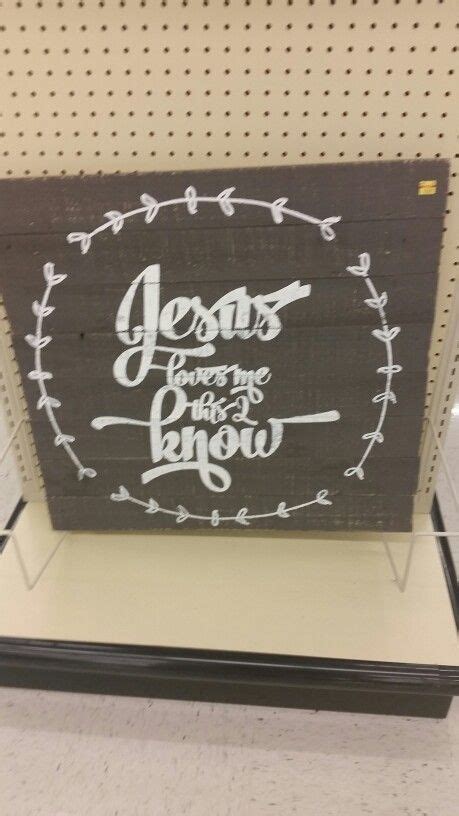 Jesus
loves me
this I
know